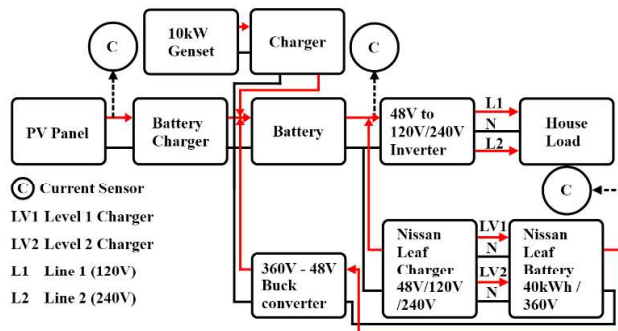 C
10kW
Genset
Charger
C
PV Panel
Battery
Charger
Battery
48V to
120V/240V
Inverter
L1
N
L2
House
Load
C Current Sensor
LV1 Level 1 Charger
LV2 Level 2 Charger
L1 Line 1 (120V)
L2 Line 2 (240V)
C
360V - 48V
Buck
converter
Nissan
Leaf
Charger
48V/120V
/240V
LV1
N
LV2
N
Nissan
Leaf
Battery
40kWh /
360V